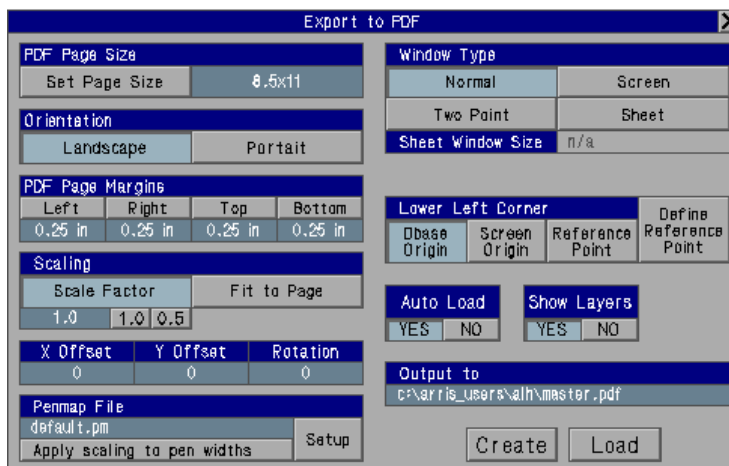 Export to PDF
PDF Page Size
Set Page Size 8.5x11
Orientation
Landscape Portait
PDF Page Margins
Left Right Top Bottom
0.25 in 0.25 in 0.25 in 0.25 in
Scaling
Scale Factor Fit to Page
1.0 1.0 0.5
X Offset Y Offset Rotation
0 0 0
Penmap File
default.pm
Apply scaling to pen widths
Setup
Window Type
Normal Screen
Two Point Sheet
Sheet Window Size n/a
Lower Left Corner
Dbase Origin
Screen Origin
Reference Point
Define Reference Point
Auto Load Show Layers
YES NO YES NO
Output to
c:\arris_users\alh\master.pdf
Create Load